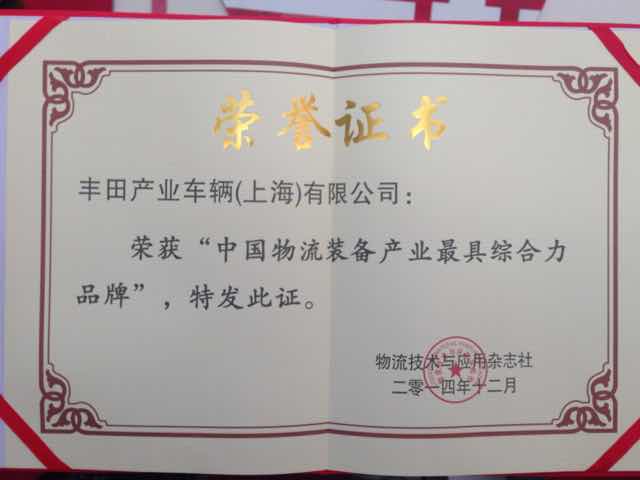 荣誉证书
丰田产业车辆(上海)有限公司：
荣获“中国物流装备产业最具综合力
品牌”，特发此证。
物流技术与应用杂志社
二零一四年十二月